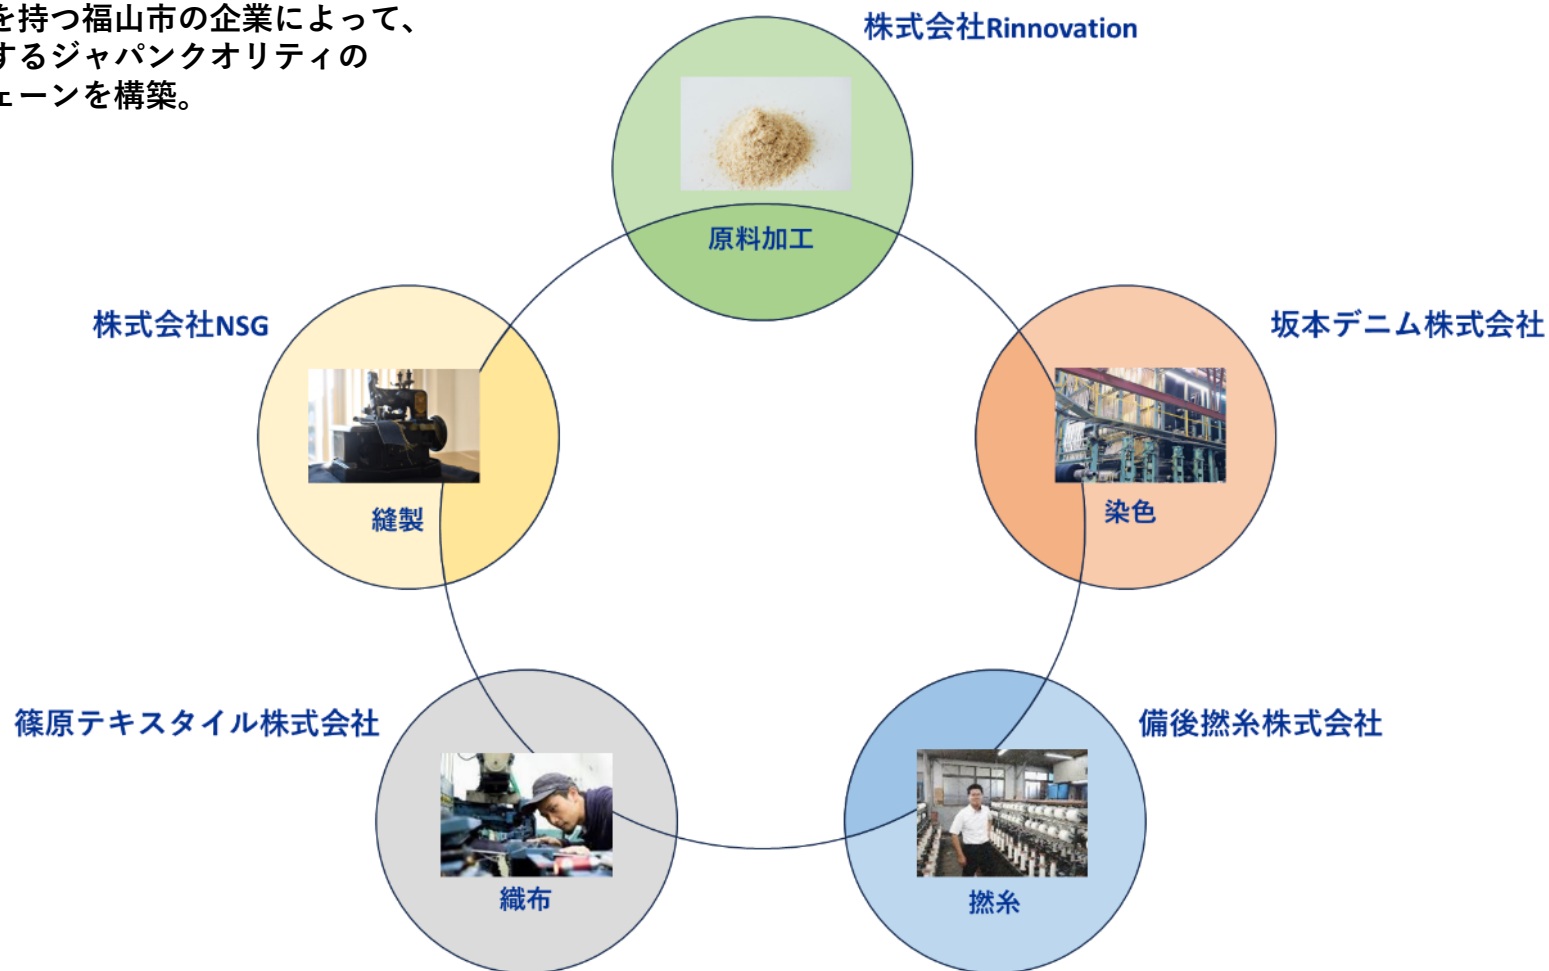 を持つ福山市の企業によって、
するジャパンクオリティの
ェーンを構築。
株式会社Rinnovation
原料加工
株式会社NSG
縫製
坂本デニム株式会社
染色
篠原テキスタイル株式会社
織布
備後撚糸株式会社
撚糸